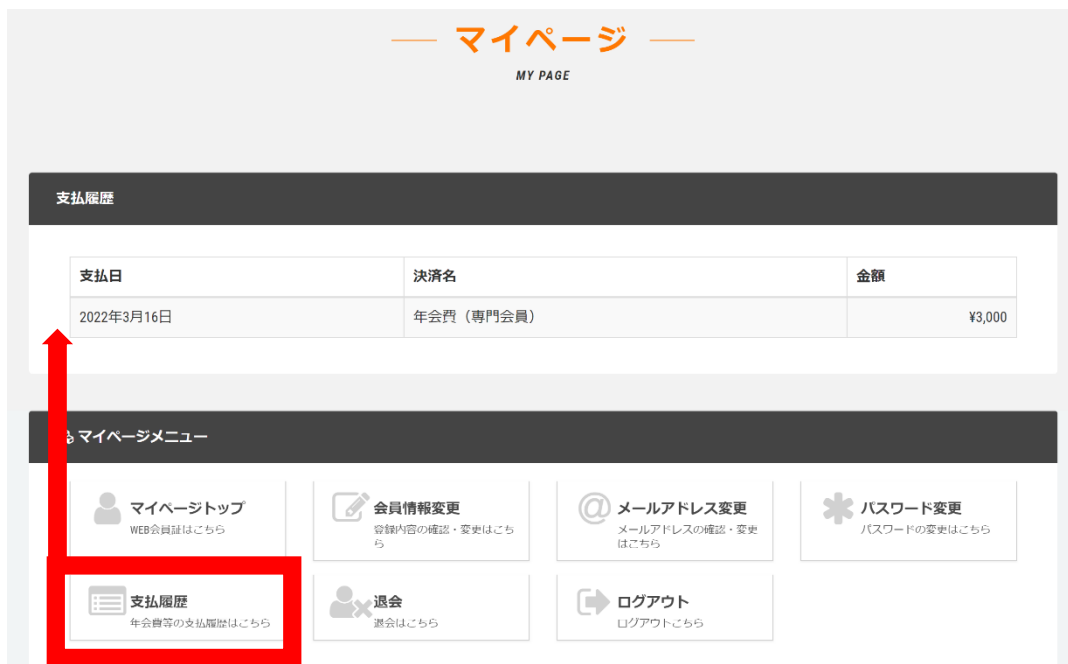 マイページ
MY PAGE
支払履歴
支払日 決済名 金額
2022年3月16日 年会費（専門会員） ¥3,000
マイページメニュー
マイページトップ
WEB会員証はこちら
会員情報変更
登録内容の確認・変更はこち
ら
メールアドレス変更
メールアドレスの確認・変更
はこちら
パスワード変更
パスワードの変更はこちら
支払履歴
年会費等の支払履歴はこちら
退会
退会はこちら
ログアウト
ログアウトこちら